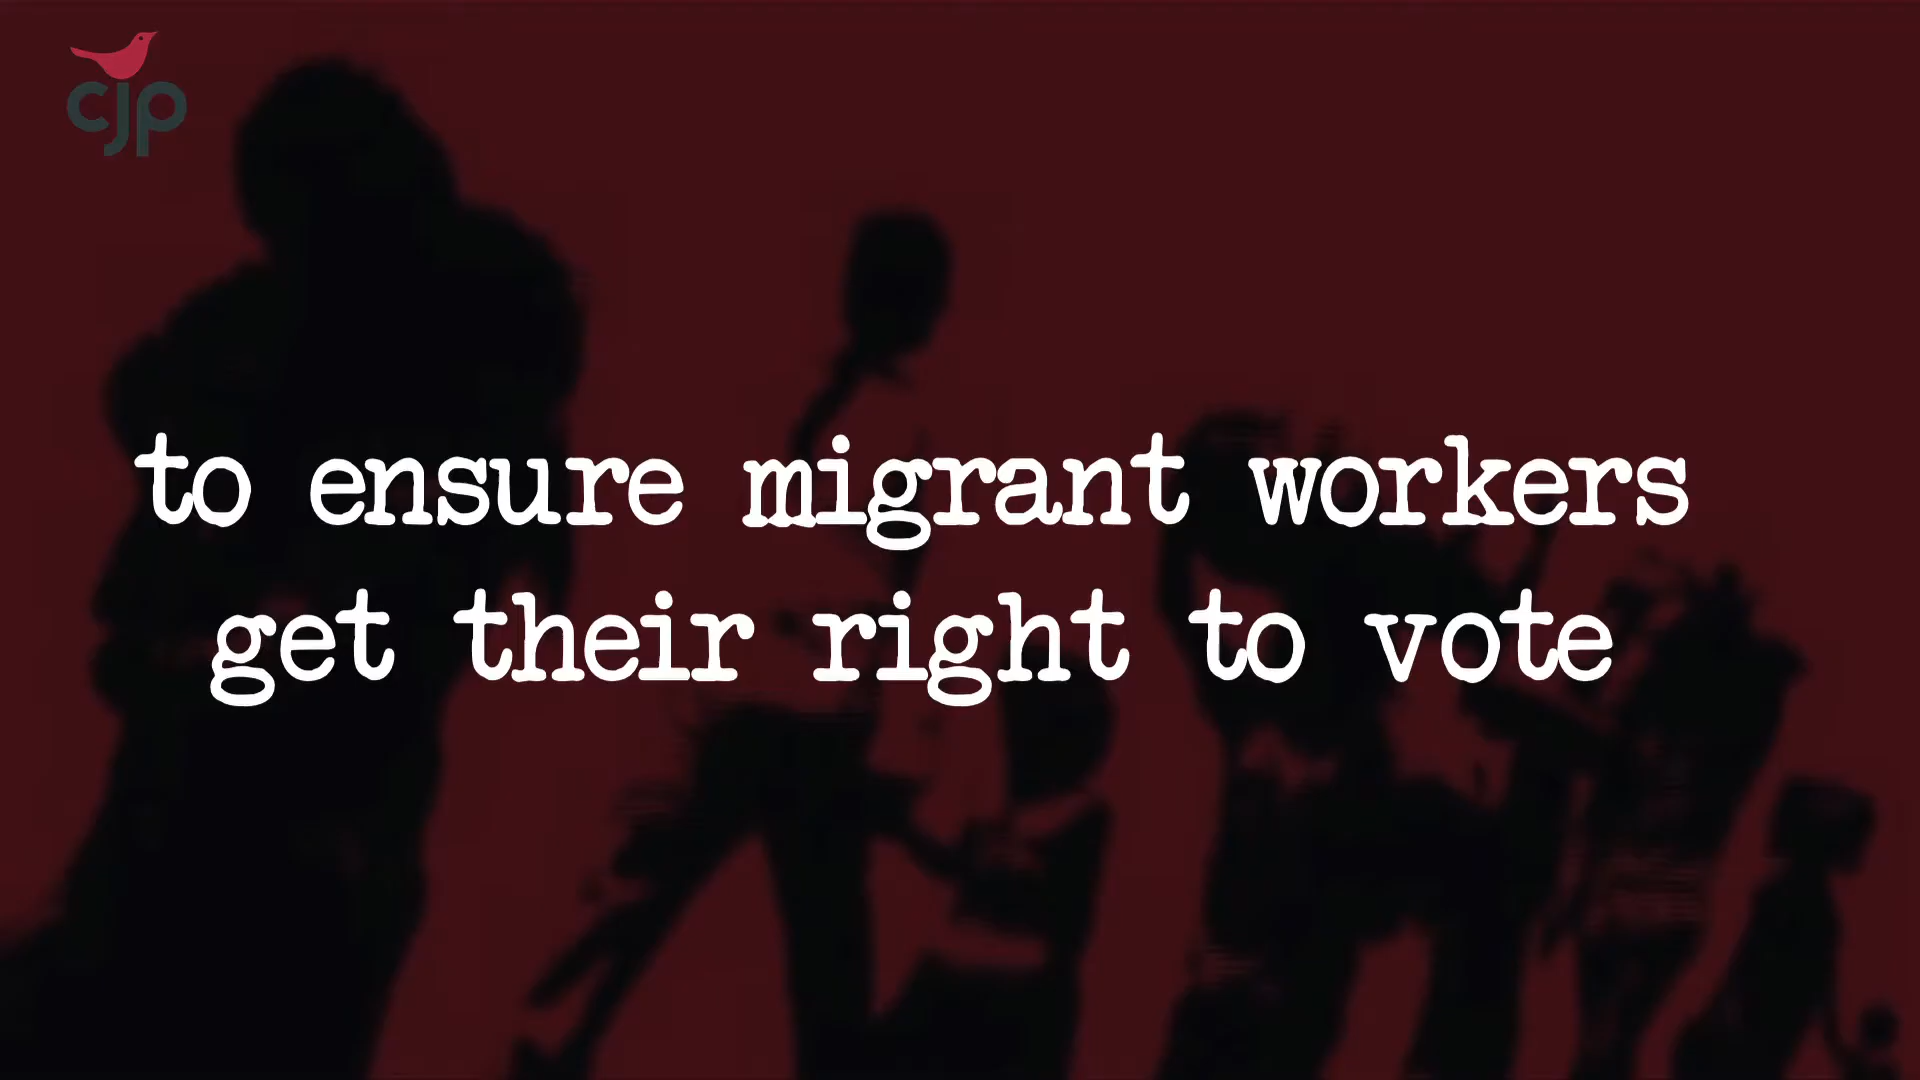 cjp
to ensure migrant workers
get their right to vote